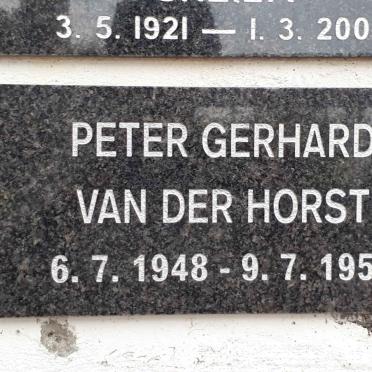 3. 5. 1921 — 1. 3. 200
PETER GERHARD
VAN DER HORST
6. 7. 1948 - 9. 7. 195